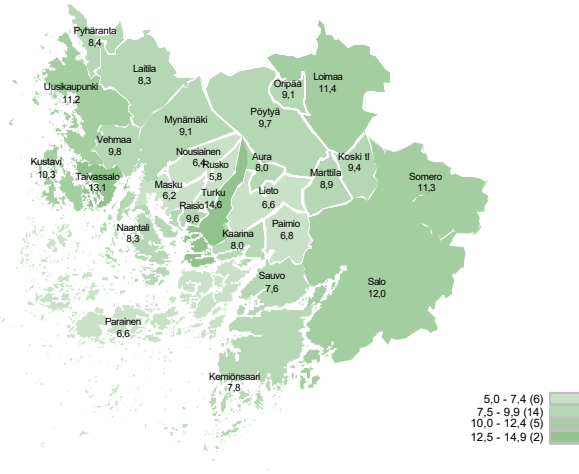 Pyhäranta
8,4
Laitila
8,3
Loimaa
11,4
Oripää
9,1
Uusikaupunki
11,2
Pöytyä
9,7
Mynämäki
9,1
Vehmaa
9,8
Nousiainen
6,4
Rusko
5,8
Aura
8,0
Koski tl
9,4
Kustavi
10,3
Taivassalo
13,1
Marttila
8,9
Somero
11,3
Masku
6,2
Turku
14,6
Lieto
6,6
Raisio
9,6
Naantali
8,3
Kaarina
8,0
Paimio
6,8
Sauvo
7,6
Salo
12,0
Parainen
6,6
Kemiönsaari
7,8
5,0 - 7,4 (6)
7,5 - 9,9 (14)
10,0 - 12,4 (5)
12,5 - 14,9 (2)